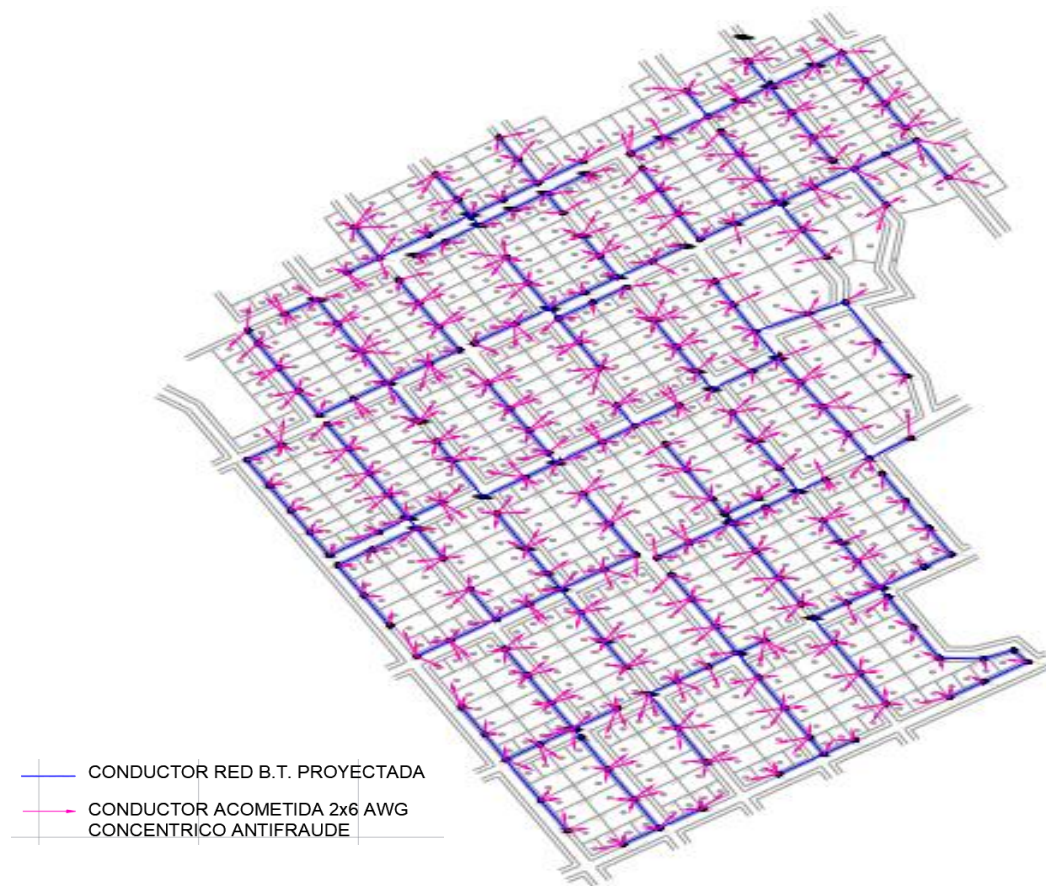 CONDUCTOR RED B.T. PROYECTADA
CONDUCTOR ACOMETIDA 2x6 AWG
CONCENTRICO ANTIFRAUDE